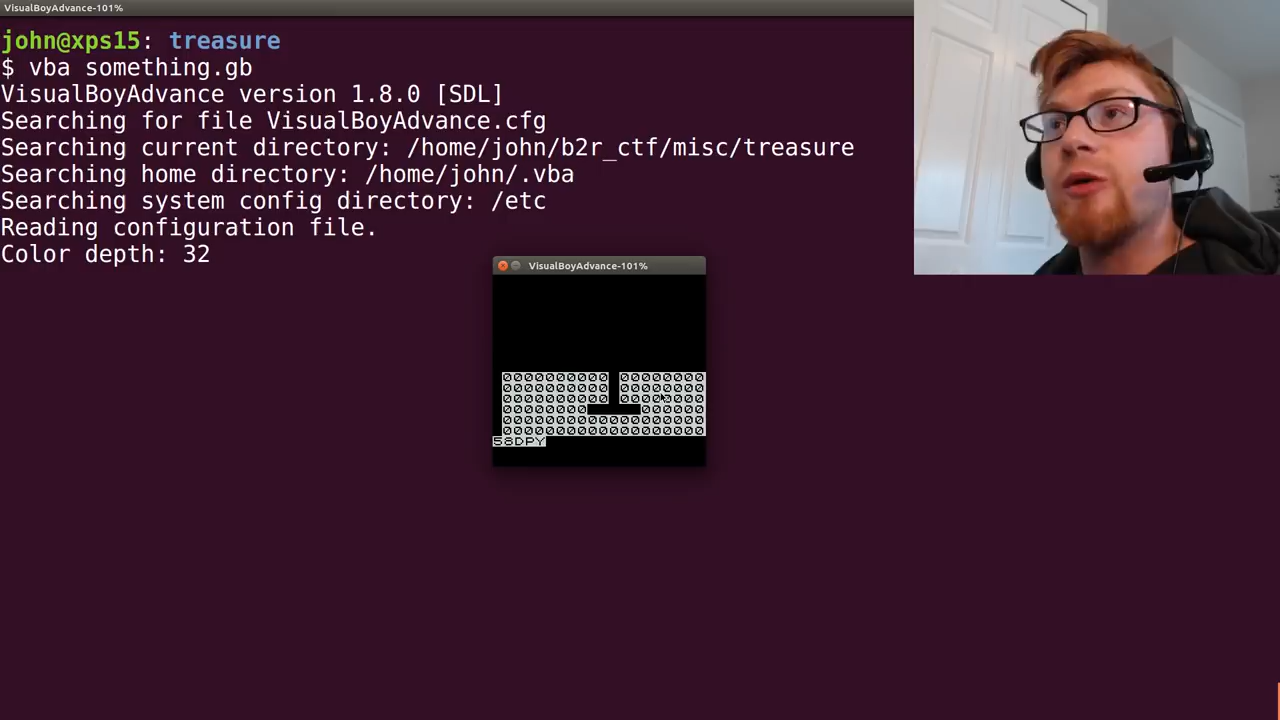 VisualBoyAdvance-101%
john@xps15: treasure
$ vba something.gb
VisualBoyAdvance version 1.8.0 [SDL]
Searching for file VisualBoyAdvance.cfg
Searching current directory: /home/john/b2r_ctf/misc/treasure
Searching home directory: /home/john/.vba
Searching system config directory: /etc
Reading configuration file.
Color depth: 32
VisualBoyAdvance-101%
58DPY